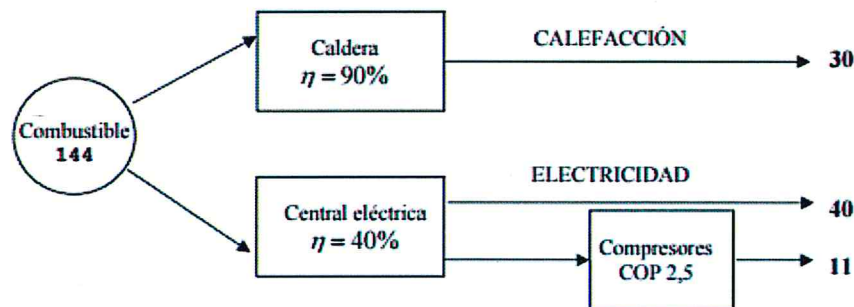 Caldera
η = 90%
CALEFACCIÓN
30
Combustible
144
Central eléctrica
η = 40%
ELECTRICIDAD
40
Compresores
COP 2,5
11